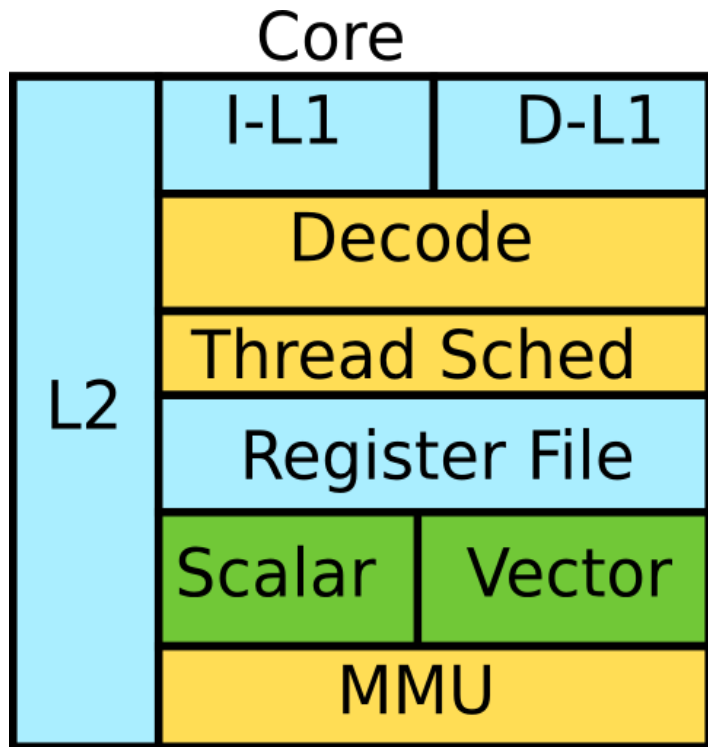 Core
I-L1 D-L1
Decode
Thread Sched
L2
Register File
Scalar Vector
MMU